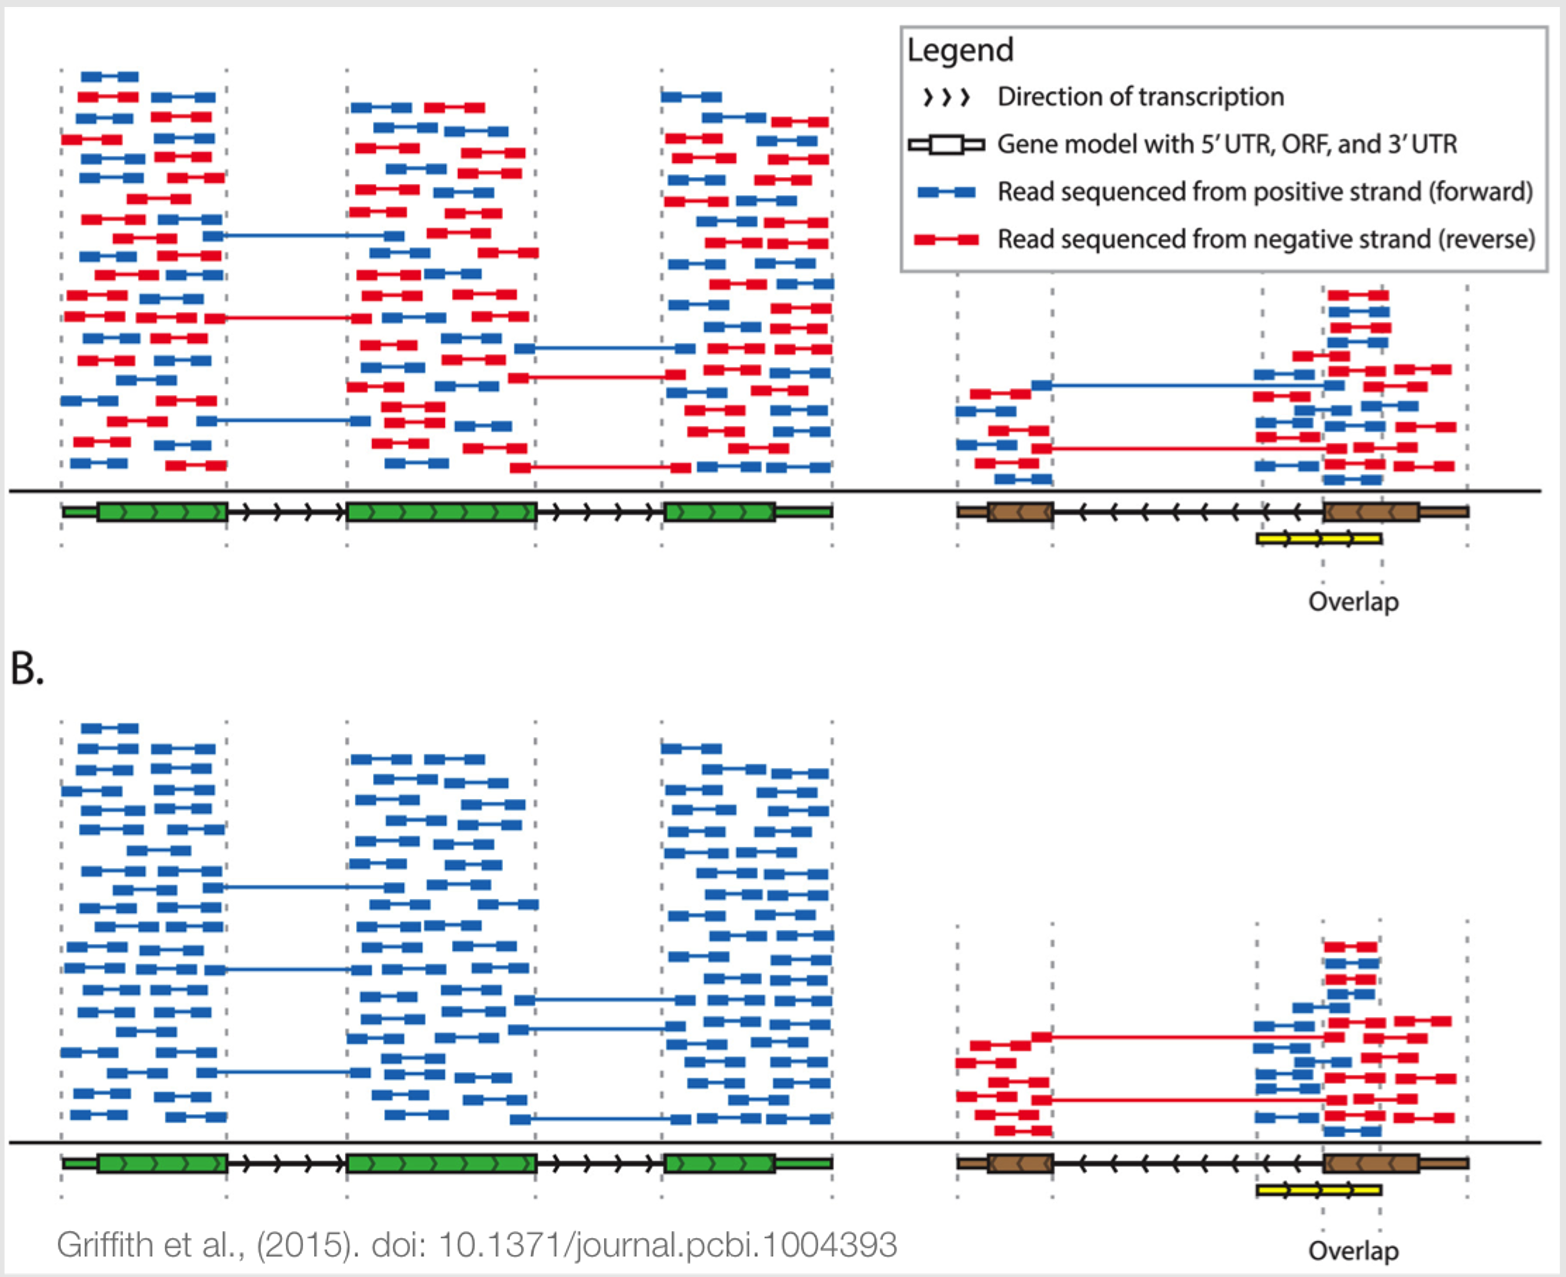 Legend
Direction of transcription
Gene model with 5' UTR, ORF, and 3' UTR
Read sequenced from positive strand (forward)
Read sequenced from negative strand (reverse)
Overlap
B.
Griffith et al., (2015). doi: 10.1371/journal.pcbi.1004393
Overlap